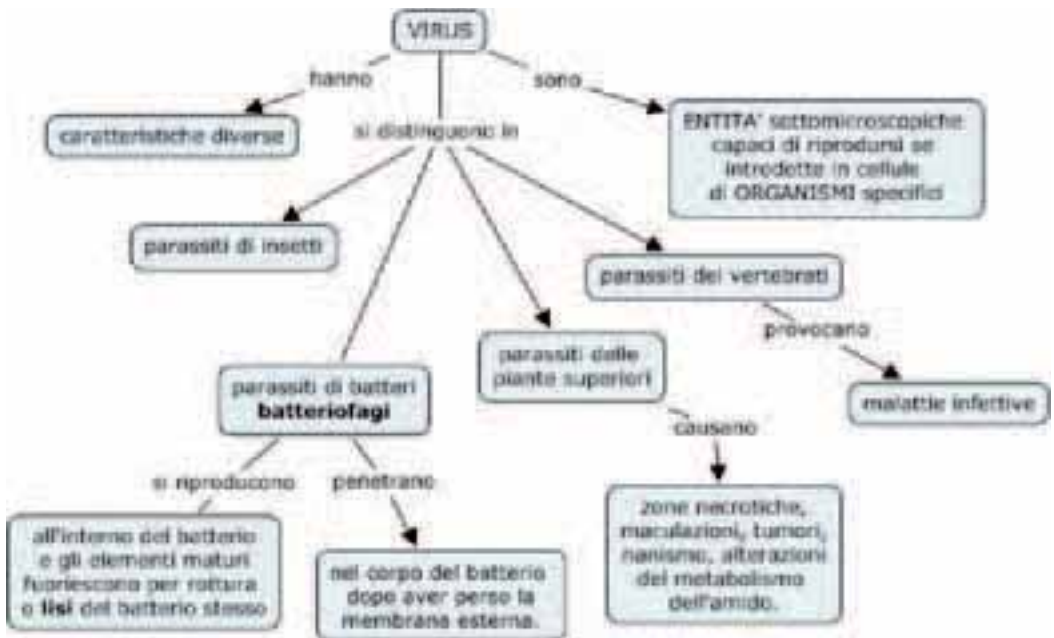 VIRUS
hanno
sono
caratteristiche diverse
si distinguono in
ENTITA' sottomicroscopiche
capaci di riprodursi se
introdotte in cellule
di ORGANISMI specifici
parassiti di insetti
parassiti dei vertebrati
provocano
parassiti delle
piante superiori
parassiti di batteri
batteriofagi
malattie infettive
causano
si riproducono
penetrano
zone necrotiche,
maculazioni, tumori,
nanismo, alterazioni
del metabolismo
dell'amido.
all'interno del batterio
e gli elementi maturi
fuoriescono per rottura
o lisi del batterio stesso
nel corpo del batterio
dopo aver perso la
membrana esterna.